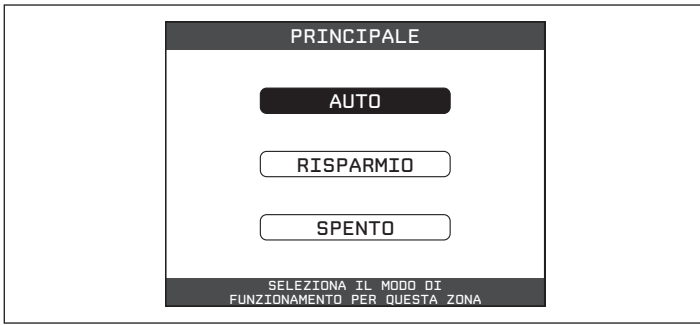 PRINCIPALE
AUTO
RISPARMIO
SPENTO
SELEZIONA IL MODO DI
FUNZIONAMENTO PER QUESTA ZONA